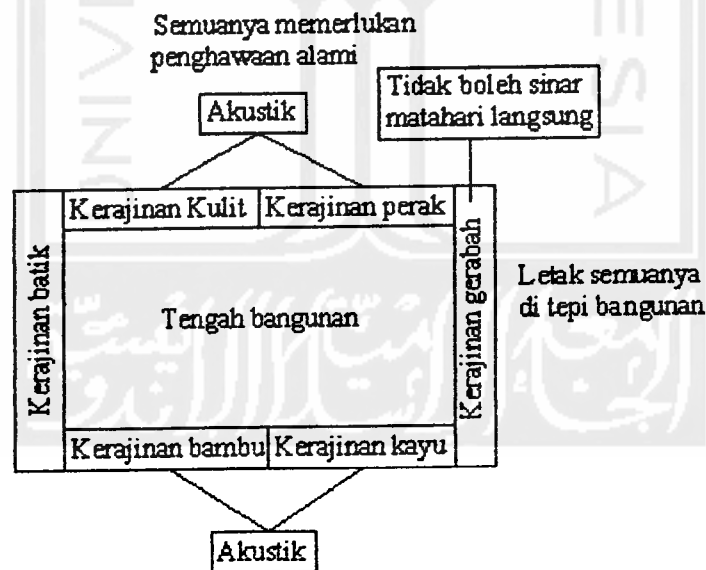 Semuanya memerlukan
penghawaan alami
Tidak boleh sinar
matahari langsung
Akustik
Kerajinan Kulit
Kerajinan perak
Kerajinan batik
Tengah bangunan
Kerajinan gerabah
Letak semuanya
di tepi bangunan
Kerajinan bambu
Kerajinan kayu
Akustik